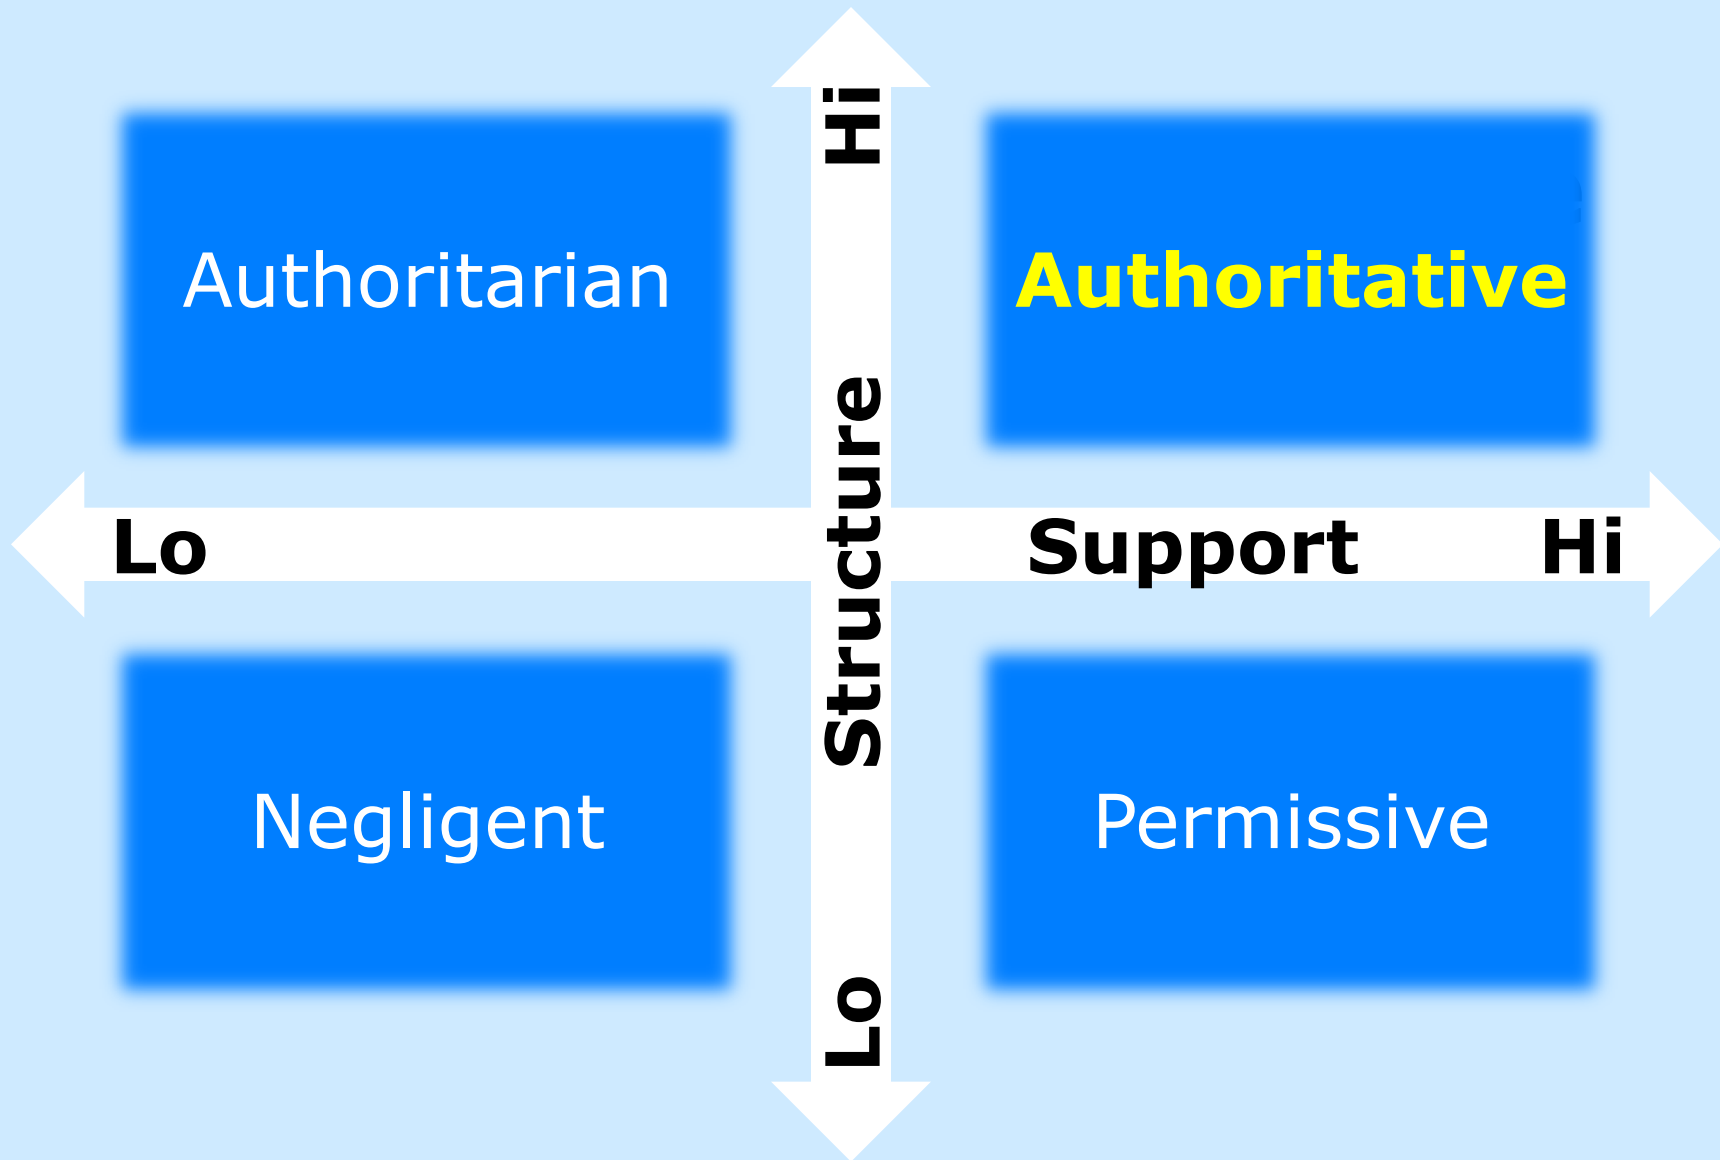 Hi
Authoritarian
Authoritative
Structure
Lo
Support
Hi
Negligent
Permissive
Lo